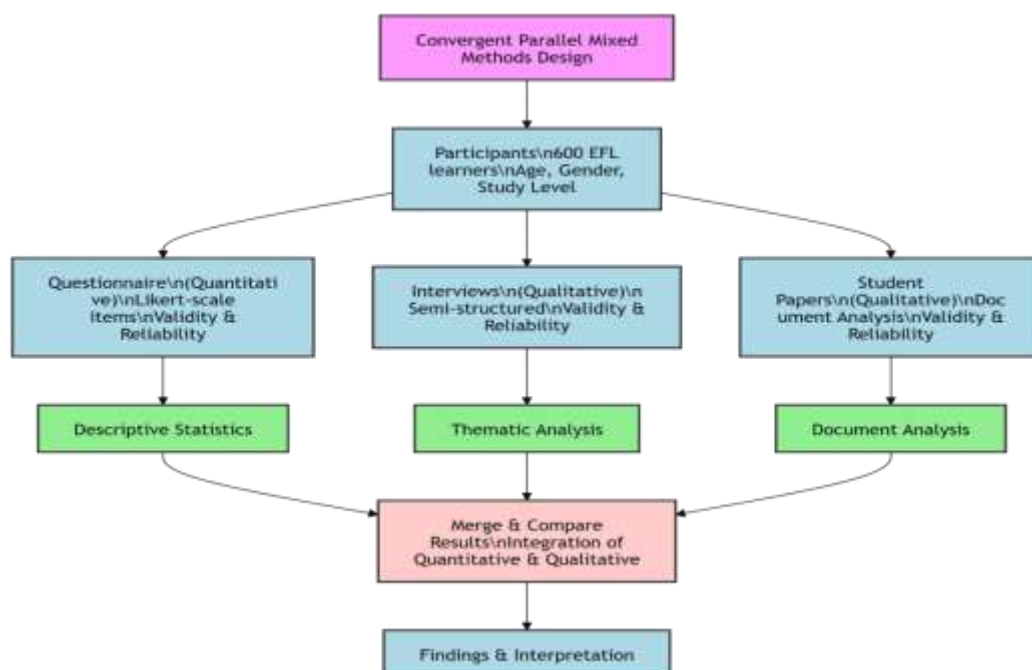 Convergent Parallel Mixed
Methods Design
Participants\n600 EFL
learners\nAge, Gender,
Study Level
Questionnaire\n(Quantitati
ve)\nLikert-scale
items\nValidity &
Reliability
Interviews\n(Qualitative)\n
Semi-structured\nValidity
& Reliability
Student
Papers\n(Qualitative)\nDoc
ument Analysis\nValidity &
Reliability
Descriptive Statistics
Thematic Analysis
Document Analysis
Merge & Compare
Results\nIntegration of
Quantitative & Qualitative
Findings & Interpretation